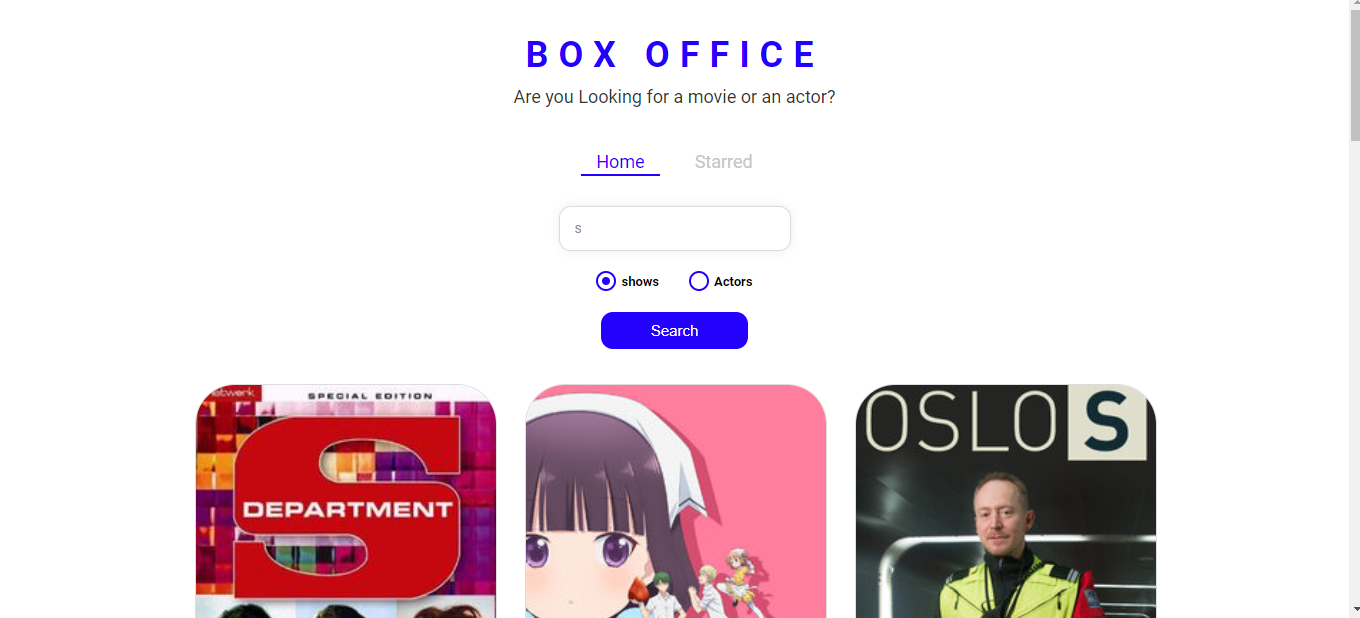 BOX OFFICE
Are you Looking for a movie or an actor?
Home Starred
s
shows Actors
Search
network SPECIAL EDITION
S
DEPARTMENT
OSLO S